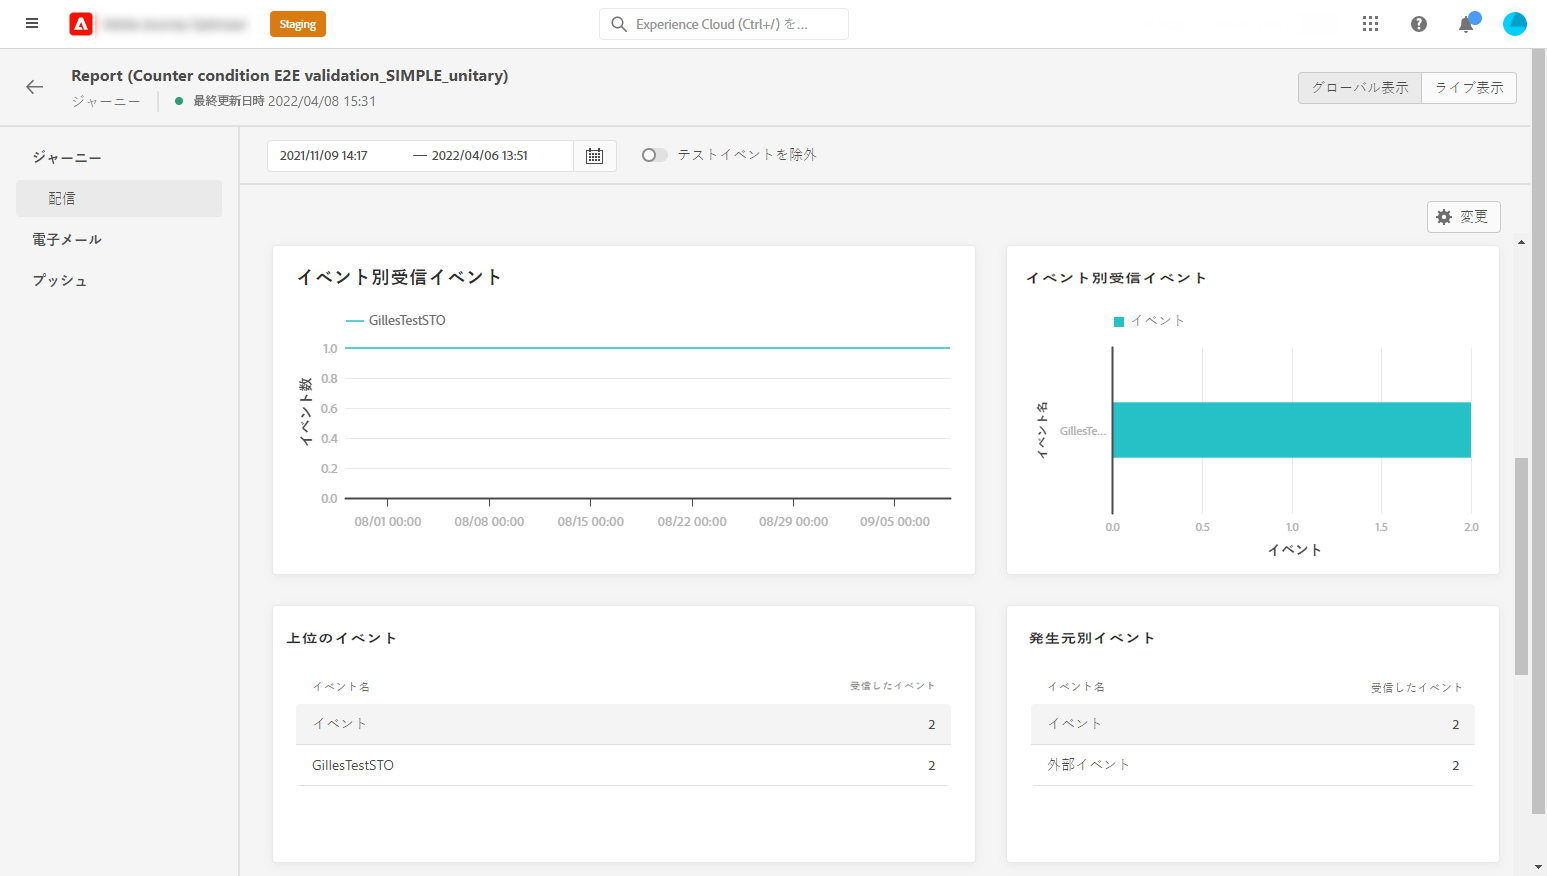 Staging
Experience Cloud (Ctrl+/) を...
Report (Counter condition E2E validation_SIMPLE_unitary)
ジャーニー
最終更新日時 2022/04/08 15:31
グローバル表示
ライブ表示
ジャーニー
配信
電子メール
プッシュ
2021/11/09 14:17 — 2022/04/06 13:51
テストイベントを除外
変更
イベント別受信イベント
GillesTestSTO
イベント数
1.0
0.8
0.6
0.4
0.2
0.0
08/01 00:00 08/08 00:00 08/15 00:00 08/22 00:00 08/29 00:00 09/05 00:00
イベント別受信イベント
イベント
イベント名
GillesTe...
0.0 0.5 1.0 1.5 2.0
イベント
上位のイベント
イベント名 受信したイベント
イベント 2
GillesTestSTO 2
発生元別イベント
イベント名 受信したイベント
イベント 2
外部イベント 2